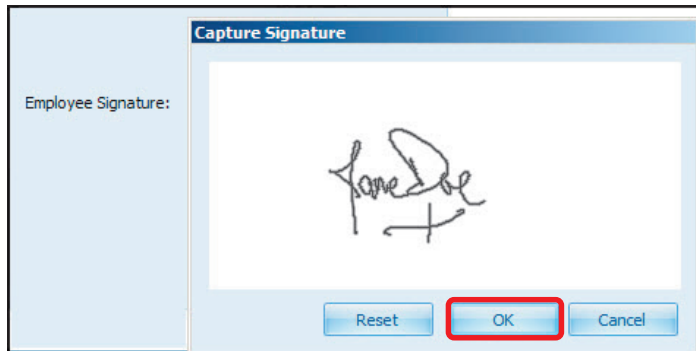 Capture Signature
Employee Signature:
Jane Doe
Reset OK Cancel